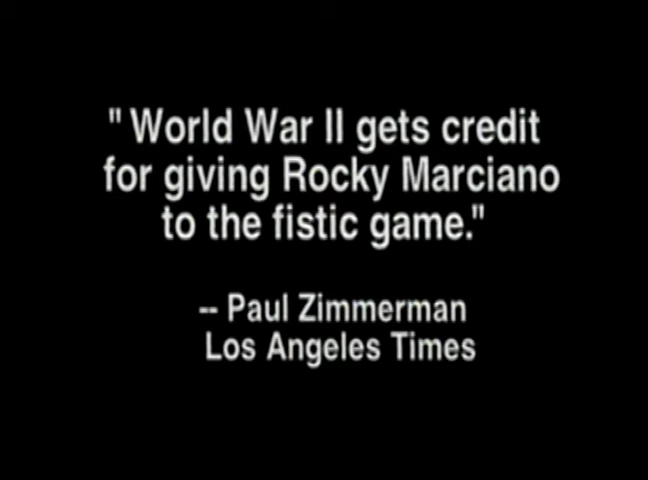 "World War II gets credit
for giving Rocky Marciano
to the fistic game."
-- Paul Zimmerman
Los Angeles Times